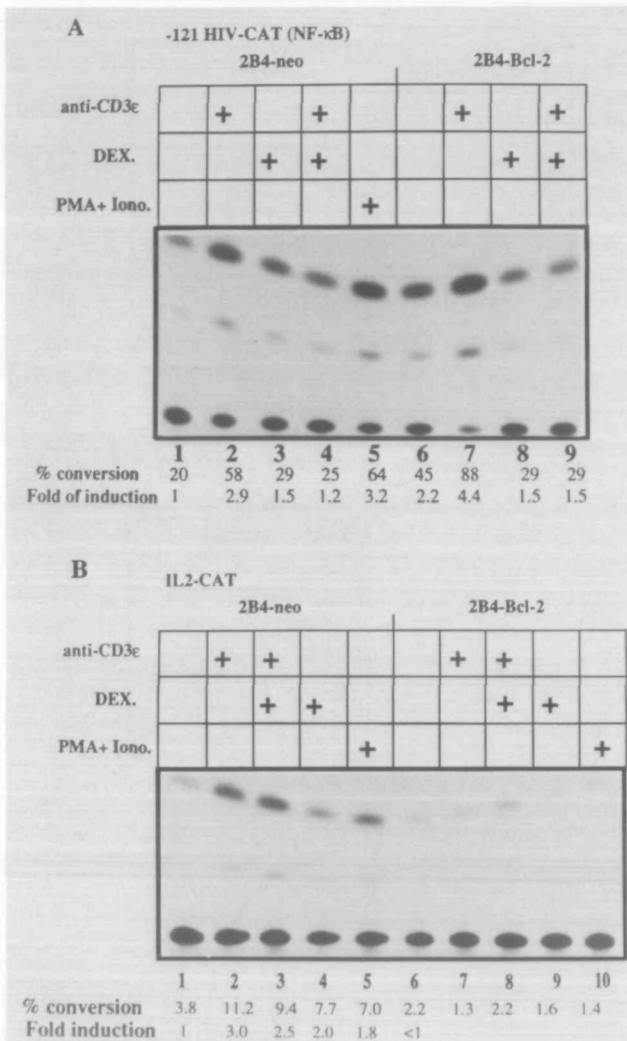 A
-121 HIV-CAT (NF-κB)
2B4-neo 2B4-Bcl-2
anti-CD3ε + + + +
DEX. + + + +
PMA+ Iono. +
1 2 3 4 5 6 7 8 9
% conversion 20 58 29 25 64 45 88 29 29
Fold of induction 1 2.9 1.5 1.2 3.2 2.2 4.4 1.5 1.5
B
IL2-CAT
2B4-neo 2B4-Bcl-2
anti-CD3ε + + + +
DEX. + + + +
PMA+ Iono. + +
1 2 3 4 5 6 7 8 9 10
% conversion 3.8 11.2 9.4 7.7 7.0 2.2 1.3 2.2 1.6 1.4
Fold induction 1 3.0 2.5 2.0 1.8 <1